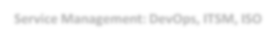 Service Management: DevOps, ITSM, ISO